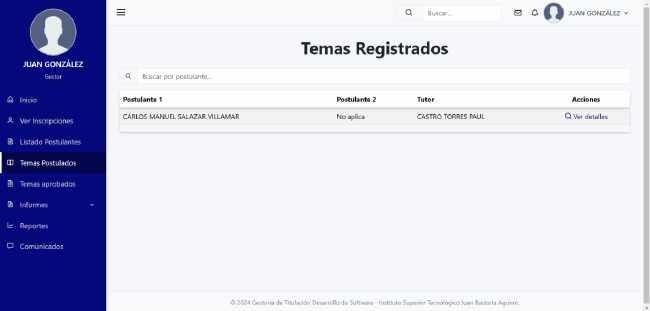 JUAN GONZÁLEZ
Gestor
Inicio
Ver Inscripciones
Listado Postulantes
Temas Postulados
Temas aprobados
Informes
Reportes
Comunicados
Buscar...
JUAN GONZÁLEZ
Temas Registrados
Buscar por postulante...
Postulante 1 Postulante 2 Tutor Acciones
CARLOS MANUEL SALAZAR VILLAMAR No aplica CASTRO TORRES PAUL Ver detalles
© 2024 Gestoria de Titulación Desarrollo de Software - Instituto Superior Tecnológico Juan Bautista Aguirre.